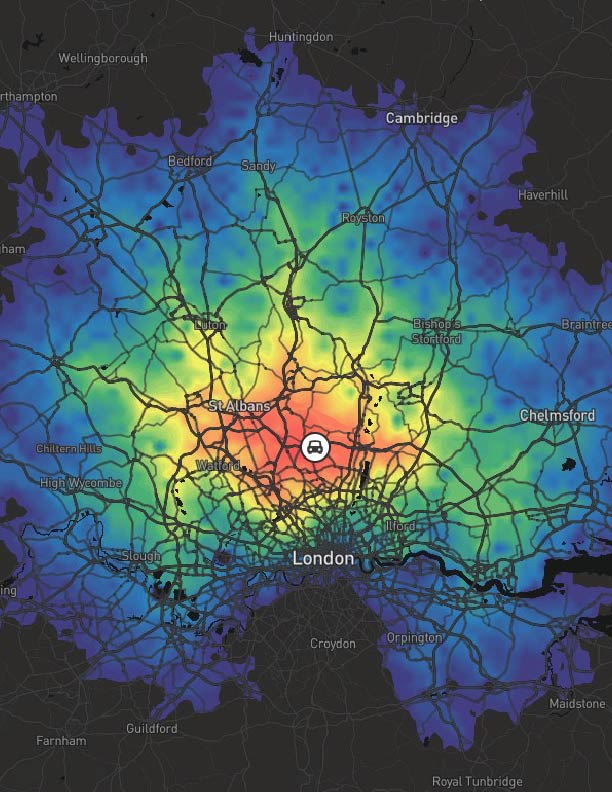 Huntingdon
Wellingborough
rthampton
Cambridge
Bedford
Sandy
Haverhill
Royston
ham
Luton
Bishop's
Stortford
Braintree
St Albans
Chelmsford
Chiltern Hills
Watford
High Wycombe
Ilford
Slough
London
ing
Croydon
Orpington
Maidstone
Guildford
Farnham
Royal Tunbridge